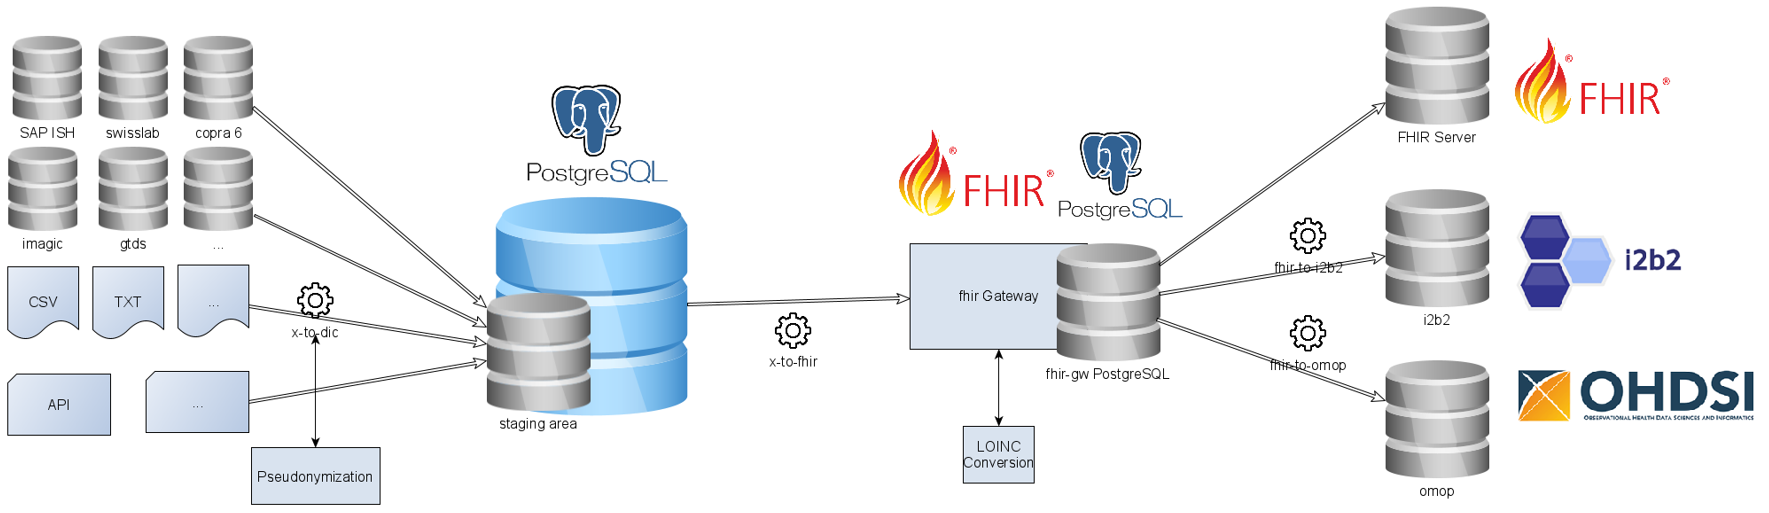 SAP ISH
swisslab
copra 6
imagic
gtds
...
CSV
TXT
...
API
...
x-to-dic
Pseudonymization
PostgreSQL
staging area
x-to-fhir
FHIR®
PostgreSQL
fhir Gateway
fhir-gw PostgreSQL
LOINC
Conversion
fhir-to-i2b2
fhir-to-omop
FHIR Server
FHIR®
i2b2
i2b2
omop
OHDSI
OBSERVATIONAL HEALTH DATA SCIENCES AND INFORMATICS